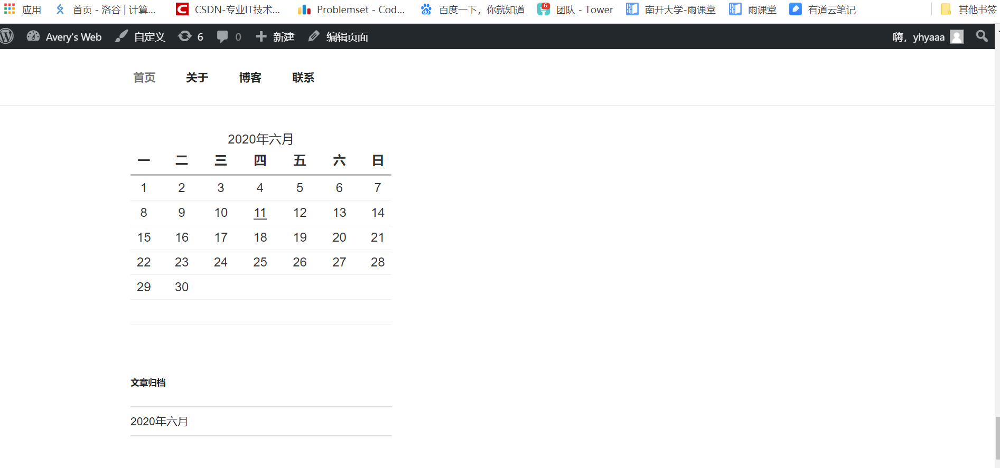 应用 首页 - 洛谷 | 计算... CSDN-专业IT技术... Problemset - Cod... 百度一下，你就知道 6 团队 - Tower 南开大学-雨课堂 雨课堂 有道云笔记 其他书签
Avery's Web 自定义 6 0 新建 编辑页面 嗨，yhyaaa
首页 关于 博客 联系
2020年六月
一 二 三 四 五 六 日
1 2 3 4 5 6 7
8 9 10 11 12 13 14
15 16 17 18 19 20 21
22 23 24 25 26 27 28
29 30
文章归档
2020年六月